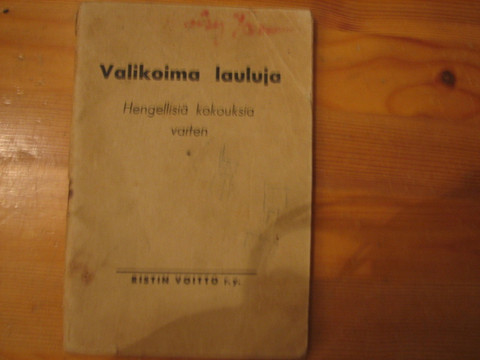 Valikoima lauluja
Hengellisiä kokouksia
varten
RISTIN VOITTO r.y.